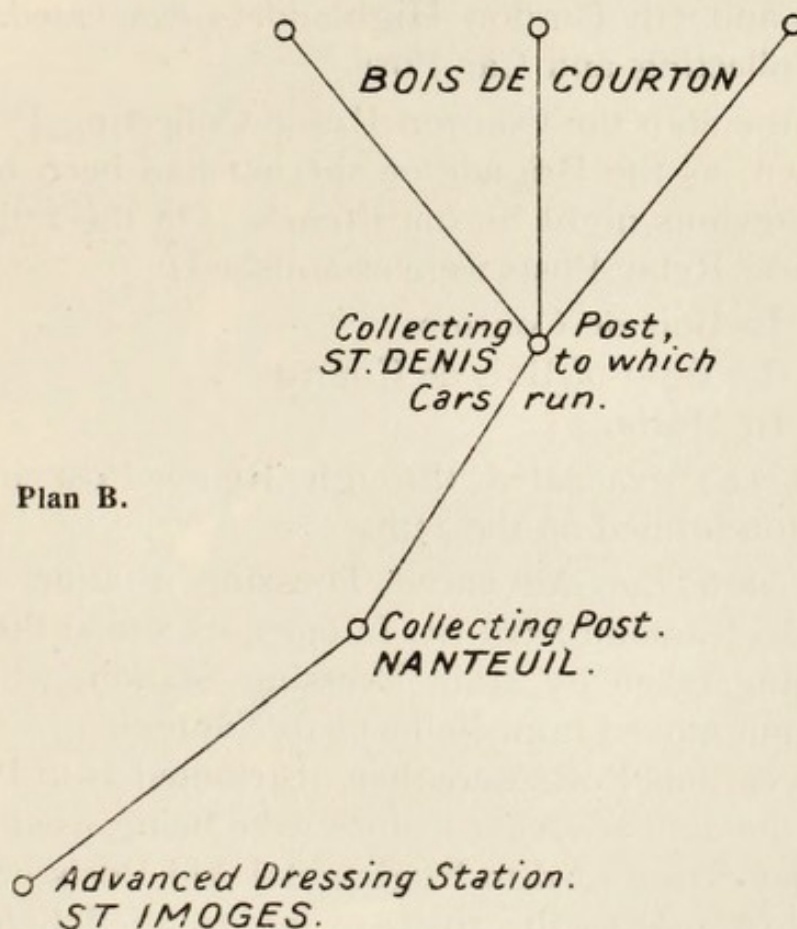 BOIS DE COURTON
Collecting Post,
ST. DENIS to which
Cars run.
Plan B.
Collecting Post.
NANTEUIL.
Advanced Dressing Station.
ST IMOGES.